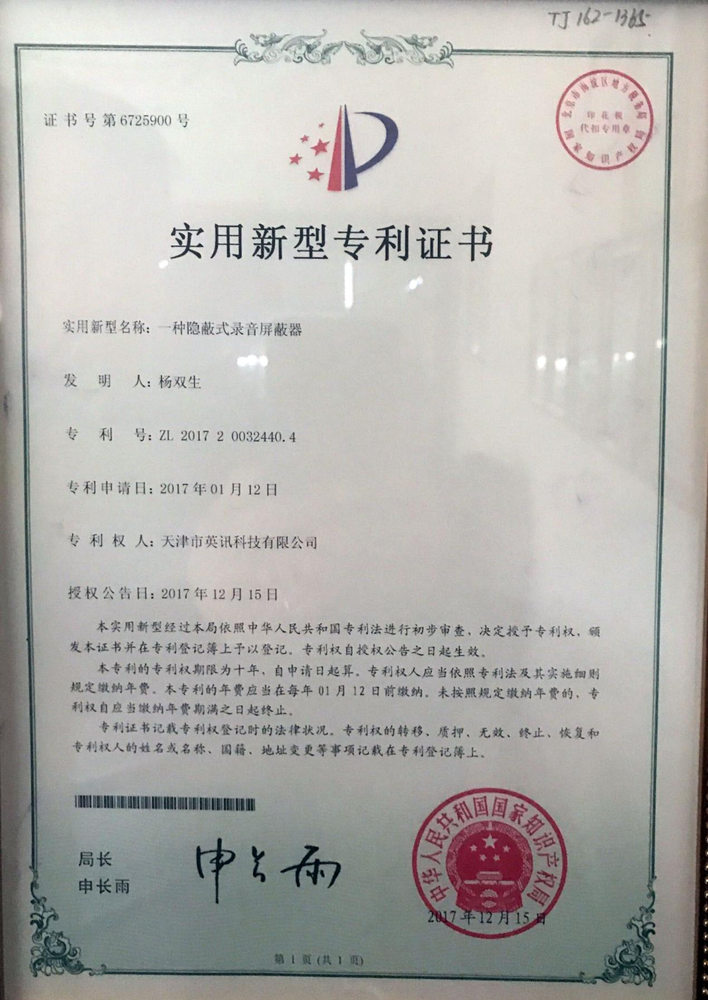 TJ 162-1365
证书号第6725900号
北京市海淀区地方税务局
印花税
代扣专用章
国家知识产权局
实用新型专利证书
实用新型名称：一种隐蔽式录音屏蔽器
发明人：杨双生
专利号：ZL 2017 2 0032440.4
专利申请日：2017年01月12日
专利权人：天津市英讯科技有限公司
授权公告日：2017年12月15日
本实用新型经过本局依照中华人民共和国专利法进行初步审查，决定授予专利权，颁
发本证书并在专利登记簿上予以登记。专利权自授权公告之日起生效。
本专利的专利权期限为十年，自申请日起算。专利权人应当依照专利法及其实施细则
规定缴纳年费。本专利的年费应当在每年01月12日前缴纳。未按照规定缴纳年费的，专
利权自应当缴纳年费期满之日起终止。
专利证书记载专利权登记时的法律状况。专利权的转移、质押、无效、终止、恢复和
专利权人的姓名或名称、国籍、地址变更等事项记载在专利登记簿上。
局长
申长雨
申长雨
中华人民共和国国家知识产权局
2017年12月15日
第1页(共1页)